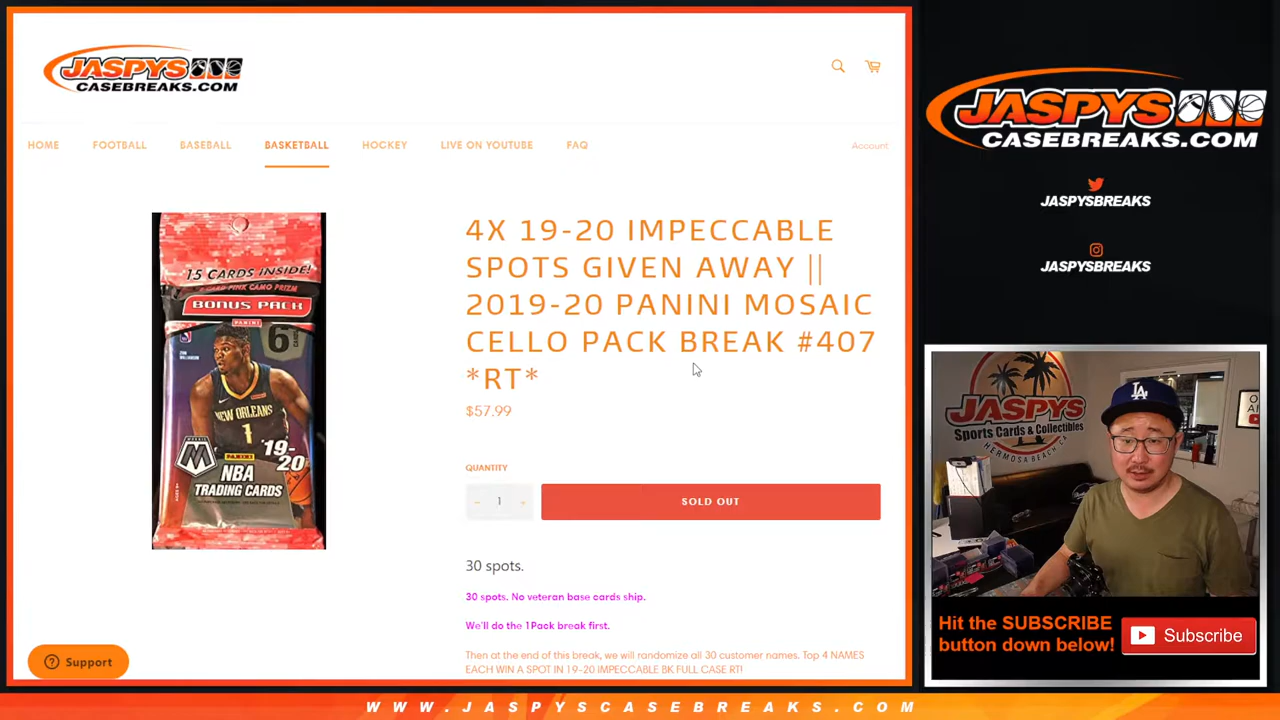 JASPYS
CASEBREAKS.COM
HOME FOOTBALL BASEBALL BASKETBALL HOCKEY LIVE ON YOUTUBE FAQ Account
15 CARDS INSIDE!
BONUS PACK
6
NEW ORLEANS
1
PANINI
19-20
NBA
TRADING CARDS
4X 19-20 IMPECCABLE
SPOTS GIVEN AWAY ||
2019-20 PANINI MOSAIC
CELLO PACK BREAK #407
*RT*
$57.99
QUANTITY
− 1 +
SOLD OUT
30 spots.
30 spots. No veteran base cards ship.
We'll do the 1Pack break first.
Then at the end of this break, we will randomize all 30 customer names. Top 4 NAMES
EACH WIN A SPOT IN 19-20 IMPECCABLE BK FULL CASE RT!
Support
JASPYS
CASEBREAKS.COM
JASPYSBREAKS
JASPYSBREAKS
JASPYS
Sports Cards & Collectibles
HERMOSA BEACH, CA
LA
Hit the SUBSCRIBE
button down below!
Subscribe
WWW.JASPYSCASEBREAKS.COM